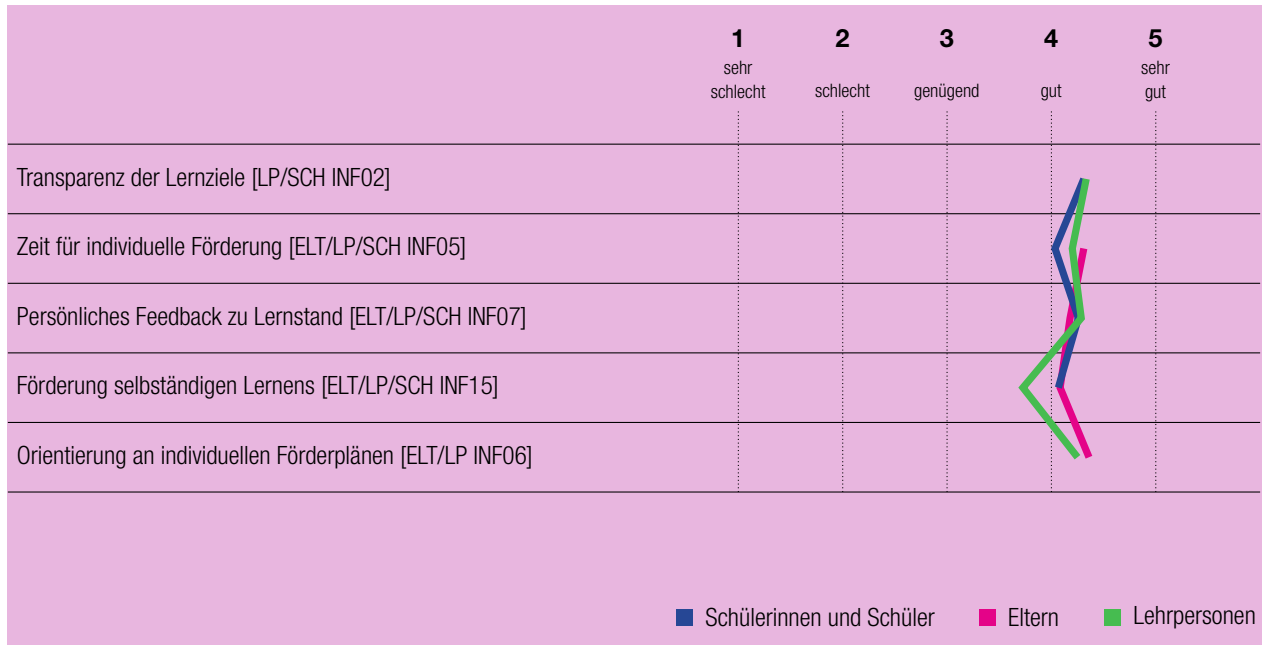 1 2 3 4 5
sehr schlecht schlecht genügend gut sehr gut
Transparenz der Lernziele [LP/SCH INF02]
Zeit für individuelle Förderung [ELT/LP/SCH INF05]
Persönliches Feedback zu Lernstand [ELT/LP/SCH INF07]
Förderung selbständigen Lernens [ELT/LP/SCH INF15]
Orientierung an individuellen Förderplänen [ELT/LP INF06]
Schülerinnen und Schüler Eltern Lehrpersonen